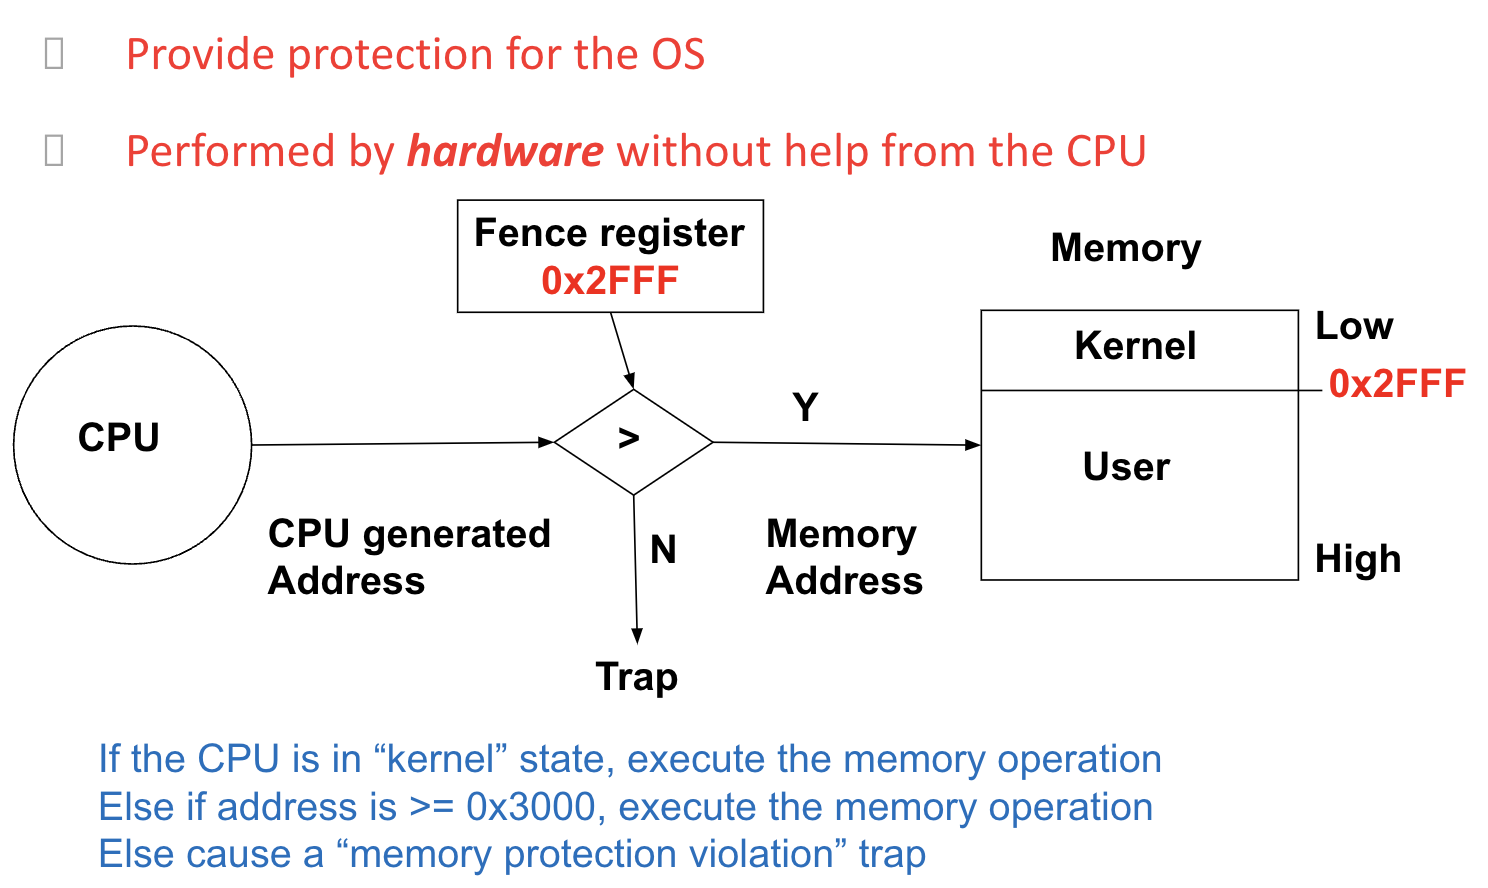 Provide protection for the OS
Performed by hardware without help from the CPU
Fence register
0x2FFF
Memory
Kernel
Low
0x2FFF
CPU
>
Y
User
CPU generated
Address
N
Memory
Address
High
Trap
If the CPU is in “kernel” state, execute the memory operation
Else if address is >= 0x3000, execute the memory operation
Else cause a “memory protection violation” trap